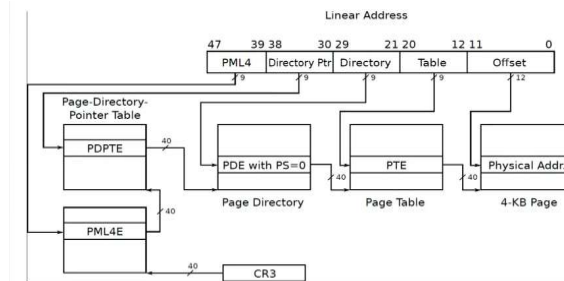 Linear Address
47 39 38 30 29 21 20 12 11 0
PML4 Directory Ptr Directory Table Offset
9 9 9 9 12
Page-Directory-
Pointer Table
PDPTE
40
PDE with PS=0
40
PTE
40
Physical Addr.
Page Directory
Page Table
4-KB Page
40
PML4E
40
CR3